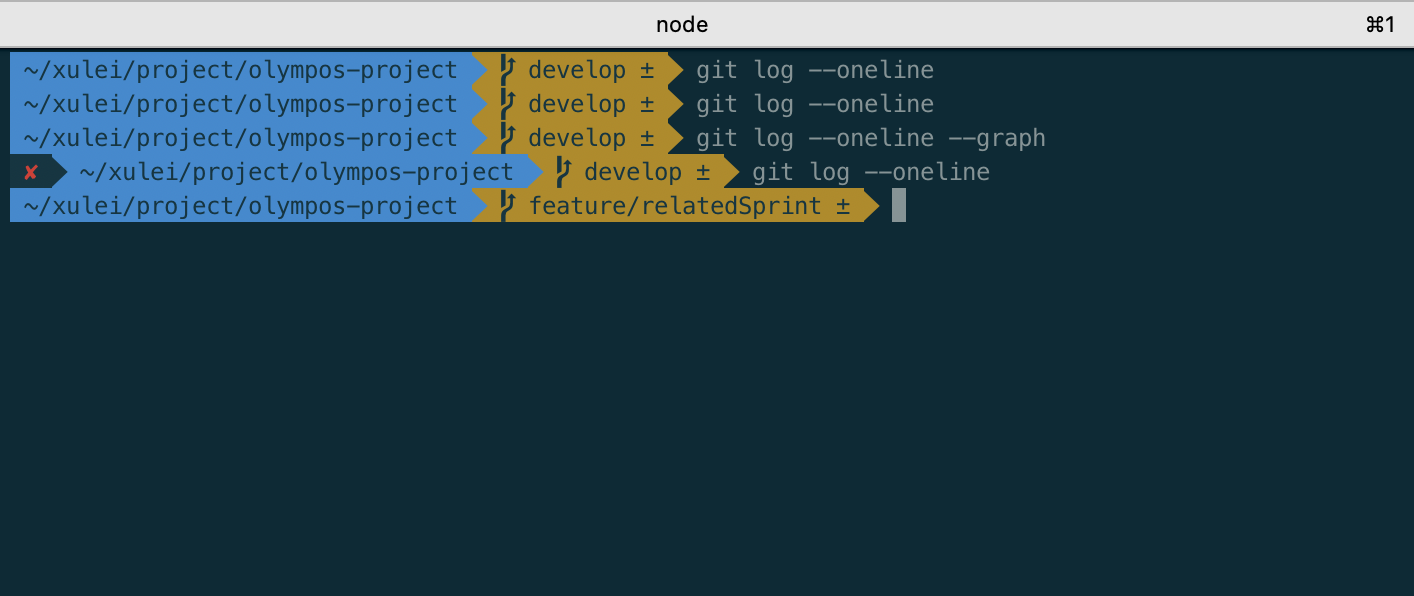 node
⌘1
~/xulei/project/olympos-project develop ± git log --oneline
~/xulei/project/olympos-project develop ± git log --oneline
~/xulei/project/olympos-project develop ± git log --oneline --graph
✘ ~/xulei/project/olympos-project develop ± git log --oneline
~/xulei/project/olympos-project feature/relatedSprint ±